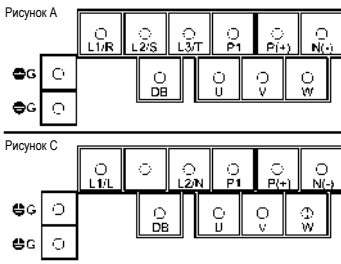 Рисунок A
L1/R L2/S L3/T P1 P(+) N(-)
G
DB U V W
G
Рисунок C
L1/L L2/N P1 P(+) N(-)
G
DB U V W
G